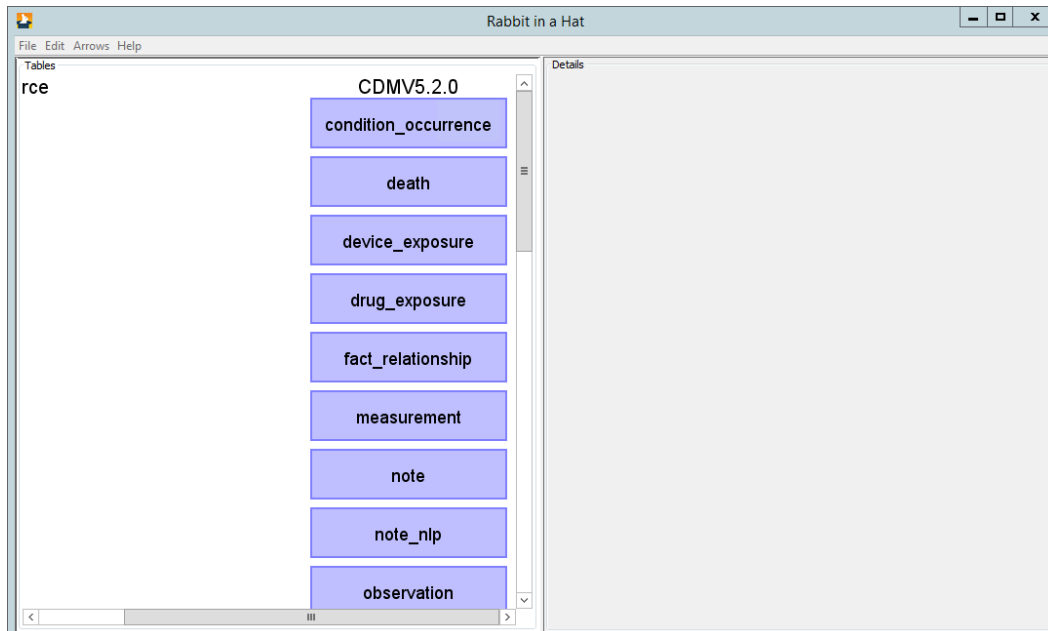 Rabbit in a Hat
File Edit Arrows Help
Tables
Details
rce
CDMV5.2.0
condition_occurrence
death
device_exposure
drug_exposure
fact_relationship
measurement
note
note_nlp
observation